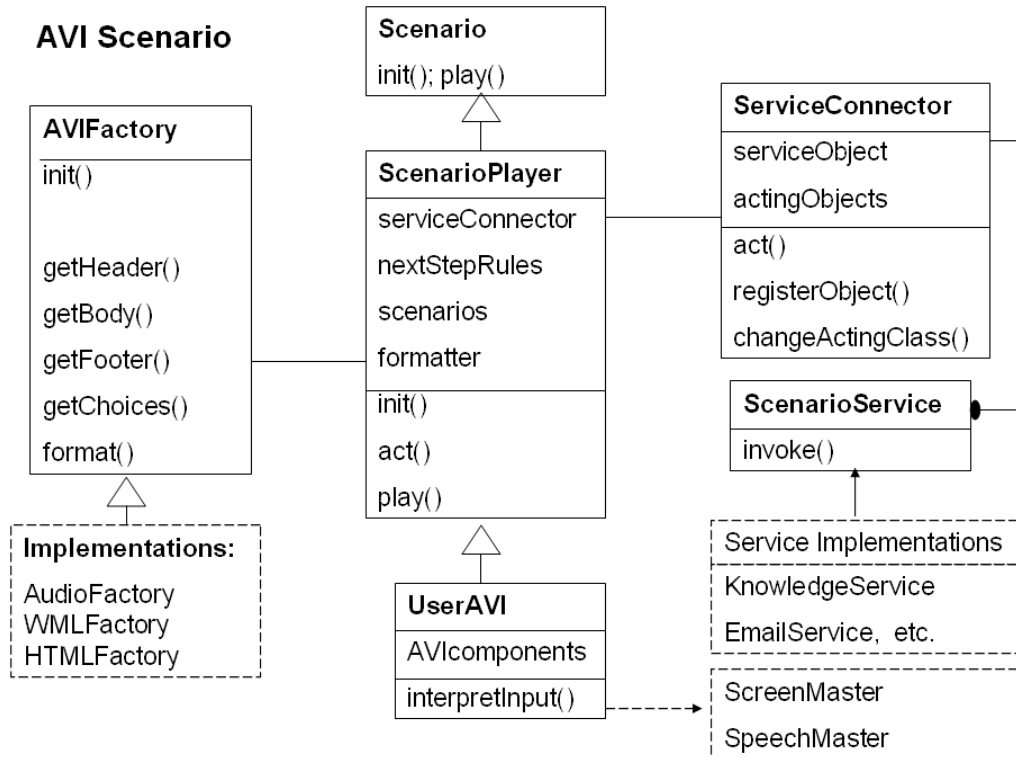 AVI Scenario
Scenario
init(); play()
AVIFactory
init()
getHeader()
getBody()
getFooter()
getChoices()
format()
Implementations:
AudioFactory
WMLFactory
HTMLFactory
ScenarioPlayer
serviceConnector
nextStepRules
scenarios
formatter
init()
act()
play()
UserAVI
AVIcomponents
interpretInput()
ServiceConnector
serviceObject
actingObjects
act()
registerObject()
changeActingClass()
ScenarioService
invoke()
Service Implementations
KnowledgeService
EmailService, etc.
ScreenMaster
SpeechMaster